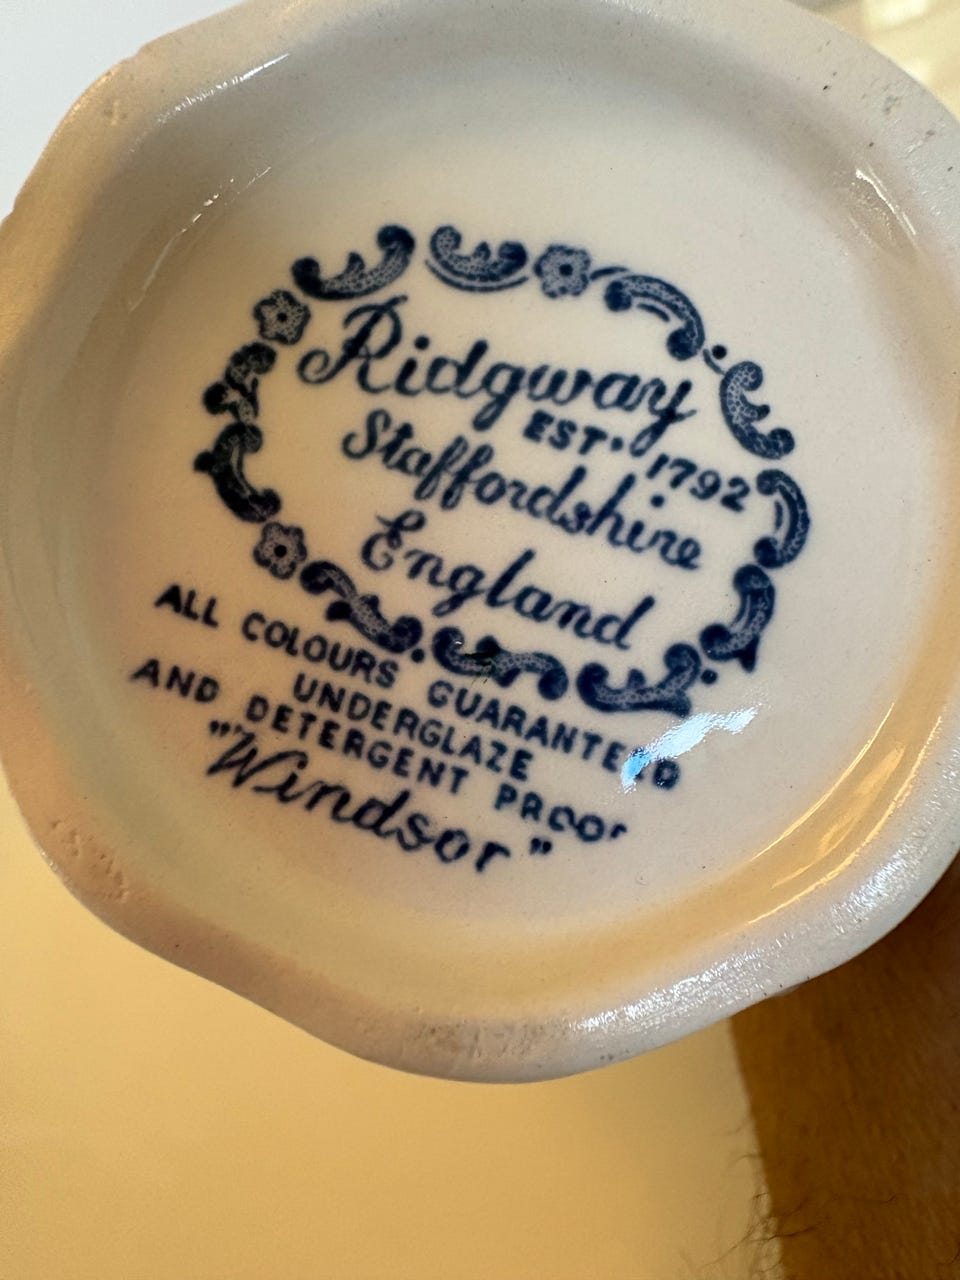 Ridgway
EST. 1792
Staffordshire
England
ALL COLOURS GUARANTEED
UNDERGLAZE
AND DETERGENT PROOF
"Windsor"